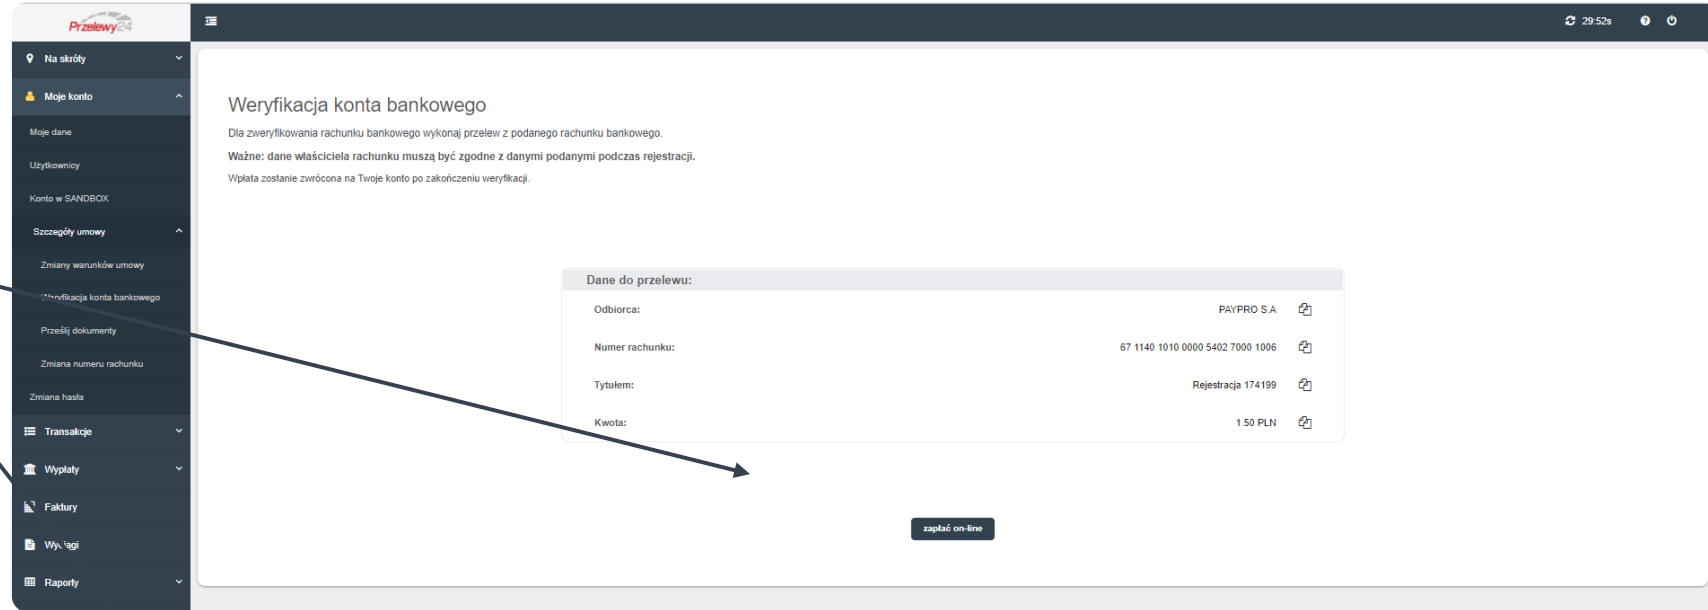 Przelewy24
29:52s
Na skróty
Moje konto
Moje dane
Użytkownicy
Konto w SANDBOX
Szczegóły umowy
Zmiany warunków umowy
Weryfikacja konta bankowego
Prześlij dokumenty
Zmiana numeru rachunku
Zmiana hasła
Transakcje
Wypłaty
Faktury
Wyciągi
Raporty
Weryfikacja konta bankowego
Dla zweryfikowania rachunku bankowego wykonaj przelew z podanego rachunku bankowego.
Ważne: dane właściciela rachunku muszą być zgodne z danymi podanymi podczas rejestracji.
Wpłata zostanie zwrócona na Twoje konto po zakończeniu weryfikacji.
Dane do przelewu:
Odbiorca: PAYPRO S.A
Numer rachunku: 67 1140 1010 0000 5402 7000 1006
Tytułem: Rejestracja 174199
Kwota: 1.50 PLN
zapłać on-line